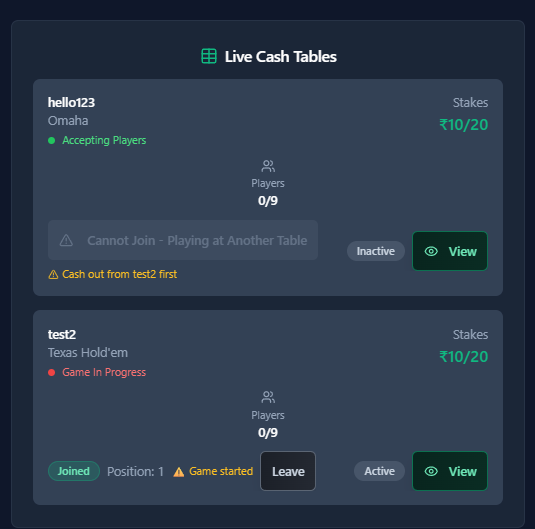 Live Cash Tables
hello123
Stakes
Omaha
₹10/20
Accepting Players
Players
0/9
Cannot Join - Playing at Another Table
Inactive
View
Cash out from test2 first
test2
Stakes
Texas Hold'em
₹10/20
Game In Progress
Players
0/9
Joined Position: 1 Game started Leave Active View